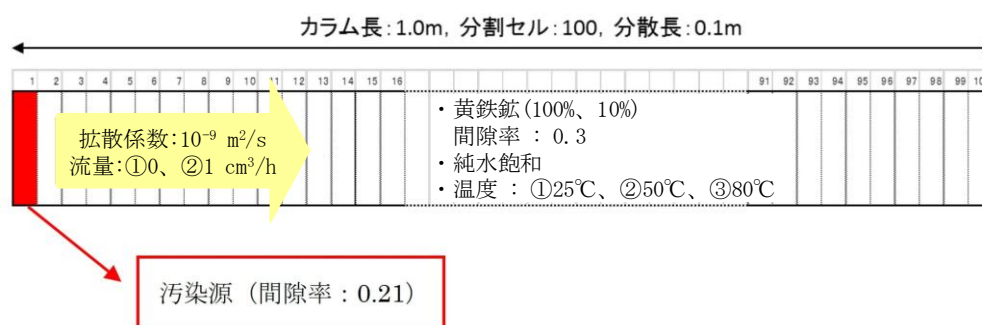 カラム長:1.0m, 分割セル:100, 分散長:0.1m
1 2 3 4 5 6 7 8 9 10 11 12 13 14 15 16 91 92 93 94 95 96 97 98 99
・黄鉄鉱(100%、10%)
間隙率 : 0.3
・純水飽和
・温度 : ①25℃、②50℃、③80℃
拡散係数:10⁻⁹ m²/s
流量:①0、②1 cm³/h
汚染源(間隙率:0.21)